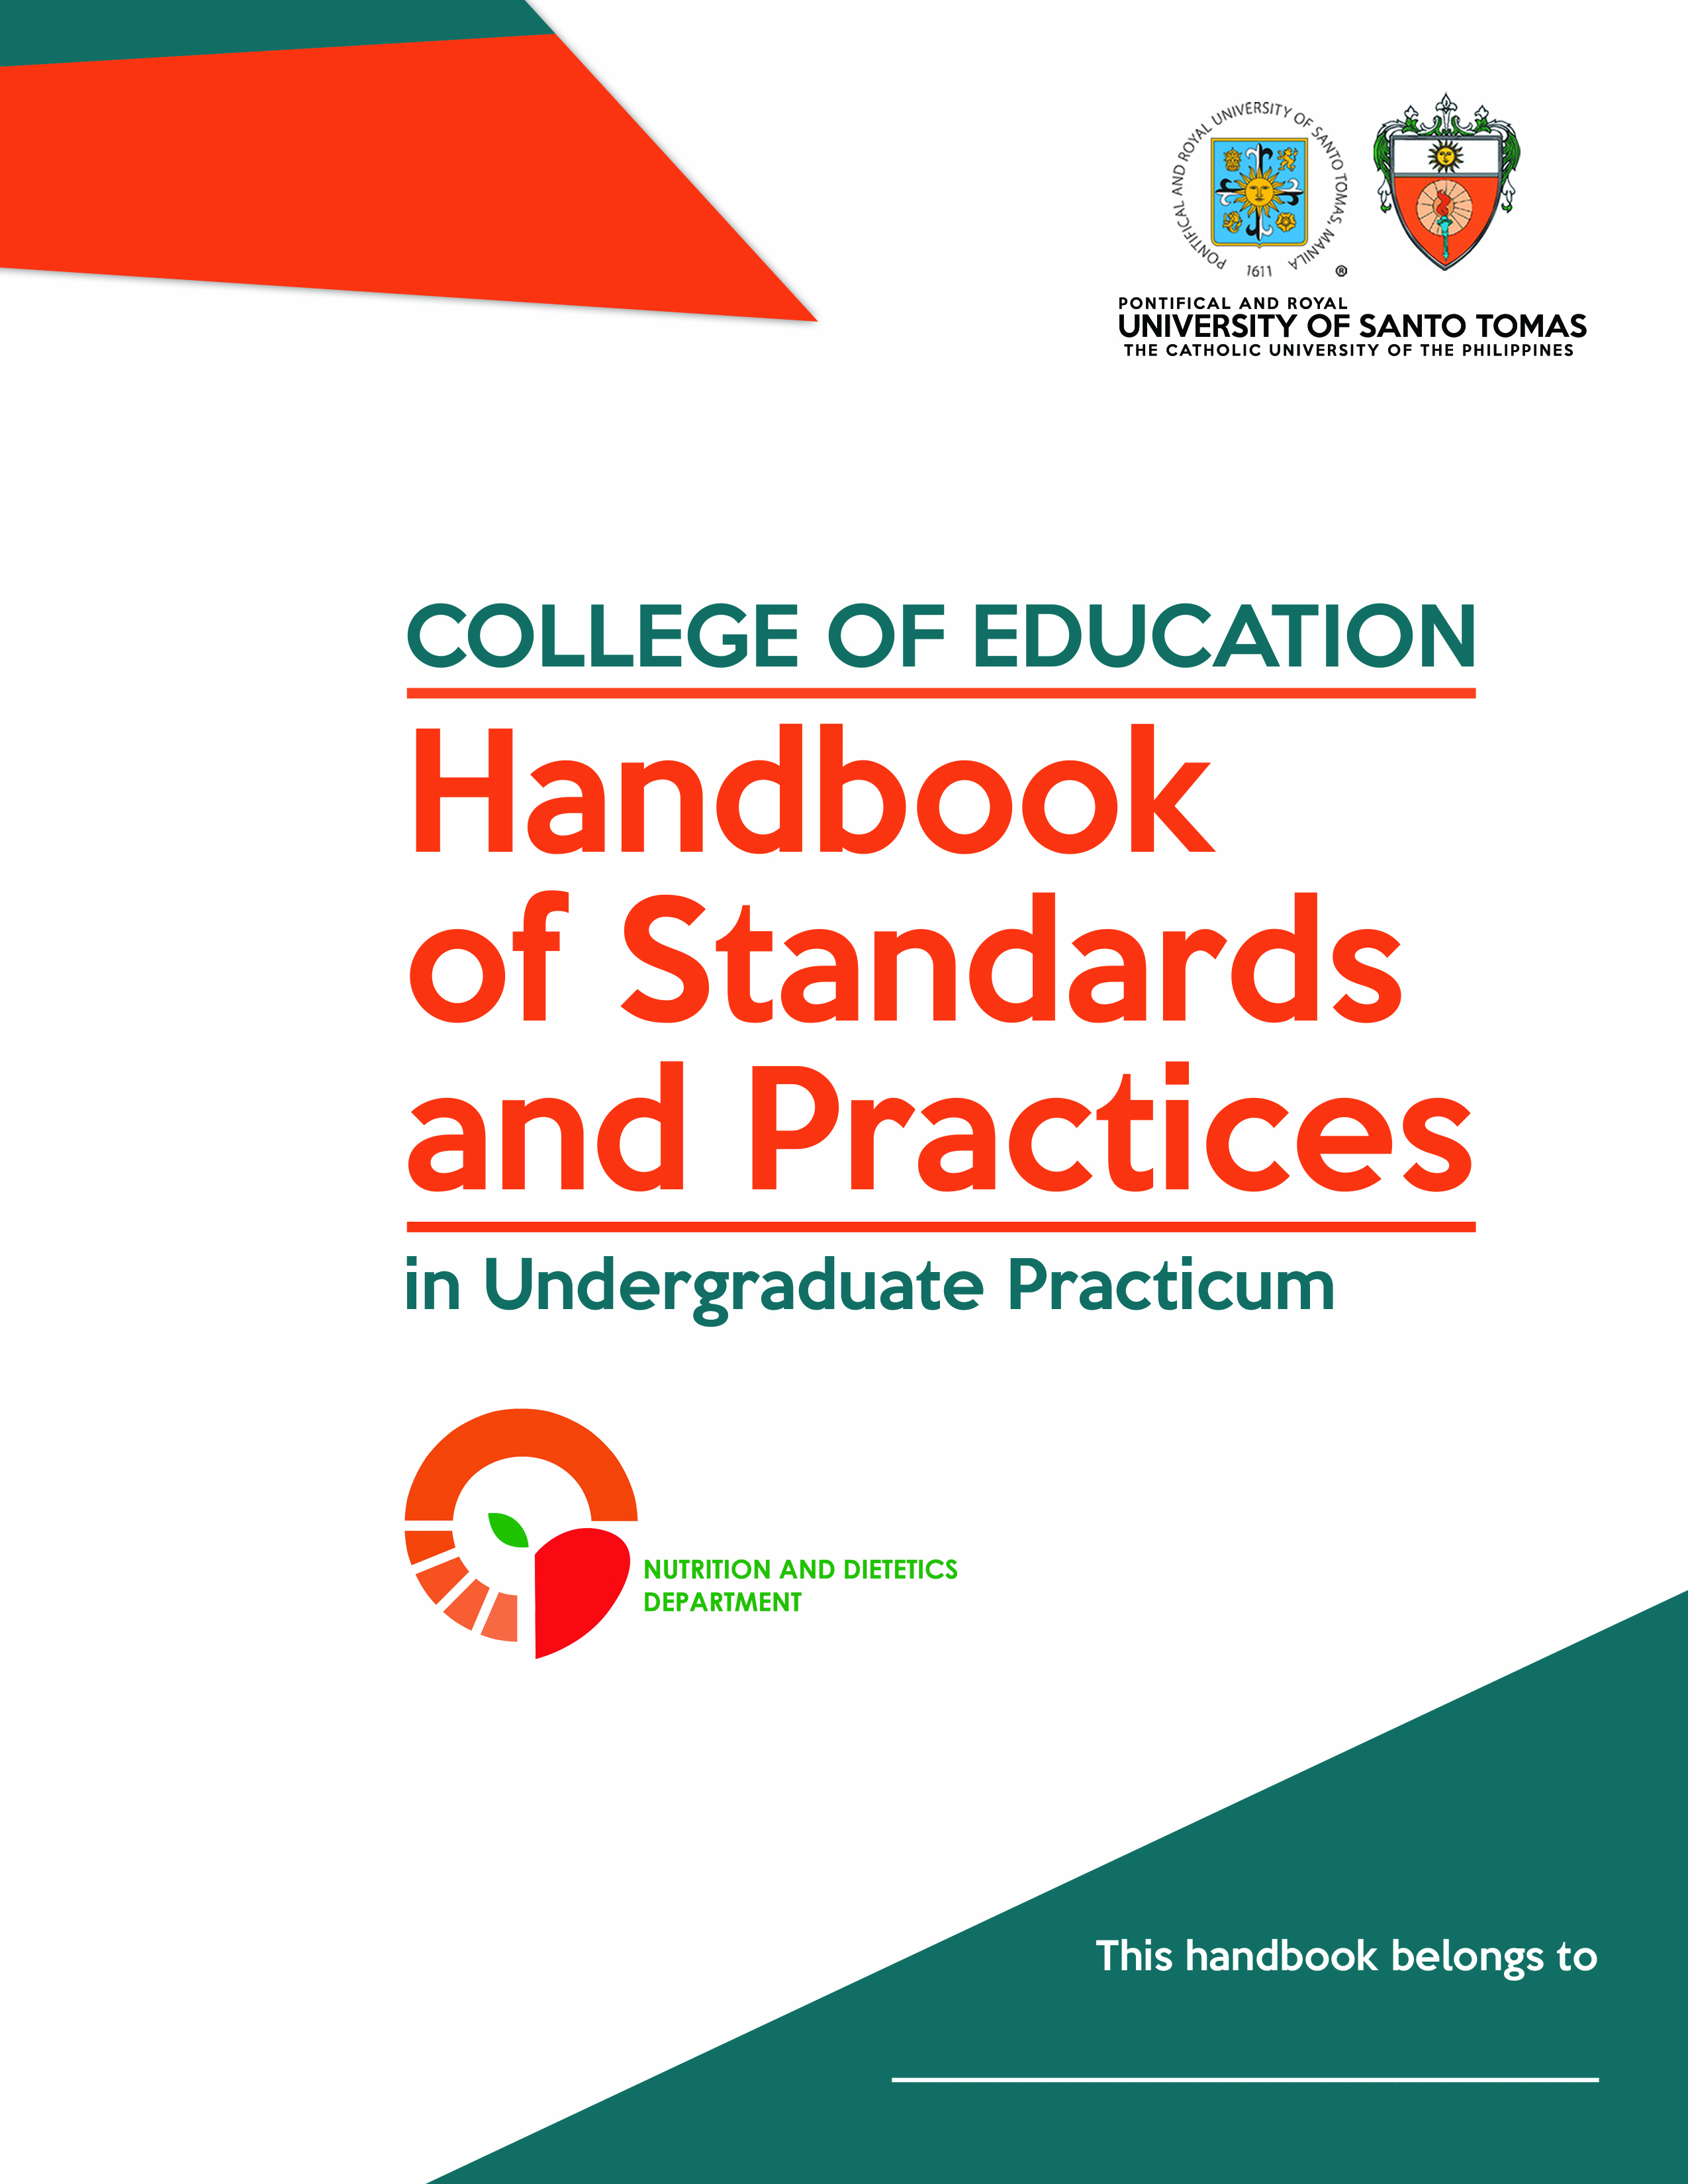 PONTIFICAL AND ROYAL UNIVERSITY OF SANTO TOMAS, MANILA
1611
®
PONTIFICAL AND ROYAL
UNIVERSITY OF SANTO TOMAS
THE CATHOLIC UNIVERSITY OF THE PHILIPPINES
COLLEGE OF EDUCATION
Handbook
of Standards
and Practices
in Undergraduate Practicum
NUTRITION AND DIETETICS
DEPARTMENT
This handbook belongs to